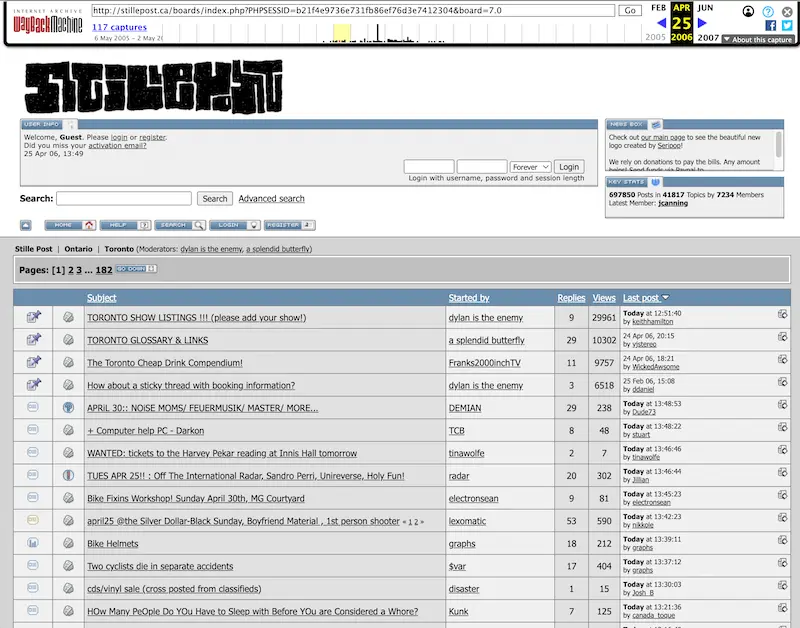 INTERNET ARCHIVE
WayBackMachine
http://stillepost.ca/boards/index.php?PHPSESSID=b21f4e9736e731fb86ef76d3e7412304&board=7.0
Go
FEB APR JUN
117 captures
25
6 May 2005 – 2 May 20
2005 2006 2007
About this capture
STILLEPOST
USER INFO
Welcome, Guest. Please login or register.
Did you miss your activation email?
25 Apr 06, 13:49
Forever Login
Login with username, password and session length
NEWS BOX
Check out our main page to see the beautiful new
logo created by Seripop!
We rely on donations to pay the bills. Any amount
helps! Send funds via Paypal to
KEY STATS
697850 Posts in 41817 Topics by 7234 Members
Latest Member: jcanning
Search: Search Advanced search
HOME HELP SEARCH LOGIN REGISTER
Stille Post | Ontario | Toronto (Moderators: dylan is the enemy, a splendid butterfly)
Pages: [1] 2 3 ... 182 GO DOWN
Subject Started by Replies Views Last post
TORONTO SHOW LISTINGS !!! (please add your show!) dylan is the enemy 9 29961 Today at 12:51:40
by keithhamilton
TORONTO GLOSSARY & LINKS a splendid butterfly 29 10302 24 Apr 06, 20:15
by yjsterep
The Toronto Cheap Drink Compendium! Franks2000inchTV 11 9757 24 Apr 06, 18:21
by WickedAwsome
How about a sticky thread with booking information? dylan is the enemy 3 6518 25 Feb 06, 15:08
by ddaniel
APRiL 30:: NOiSE MOMS/ FEUERMUSIK/ MASTER/ MORE... DEMIAN 29 238 Today at 13:48:53
by Dude73
+ Computer help PC - Darkon TCB 8 48 Today at 13:48:22
by stuart
WANTED: tickets to the Harvey Pekar reading at Innis Hall tomorrow tinawolfe 2 7 Today at 13:46:46
by tinawolfe
TUES APR 25!! : Off The International Radar, Sandro Perri, Unireverse, Holy Fun! radar 20 302 Today at 13:46:44
by Jillian
Bike Fixins Workshop! Sunday April 30th, MG Courtyard electronsean 9 81 Today at 13:45:23
by electronsean
april25 @the Silver Dollar-Black Sunday, Boyfriend Material , 1st person shooter « 1 2 » lexomatic 53 590 Today at 13:42:23
by nikkole
Bike Helmets graphs 18 212 Today at 13:39:11
by graphs
Two cyclists die in separate accidents $var 17 404 Today at 13:37:12
by graphs
cds/vinyl sale (cross posted from classifieds) disaster 1 15 Today at 13:30:03
by Josh_B
HOw Many PeOple Do YOu Have to Sleep with Before YOu are Considered a Whore? Kunk 7 125 Today at 13:21:36
by canada_toque